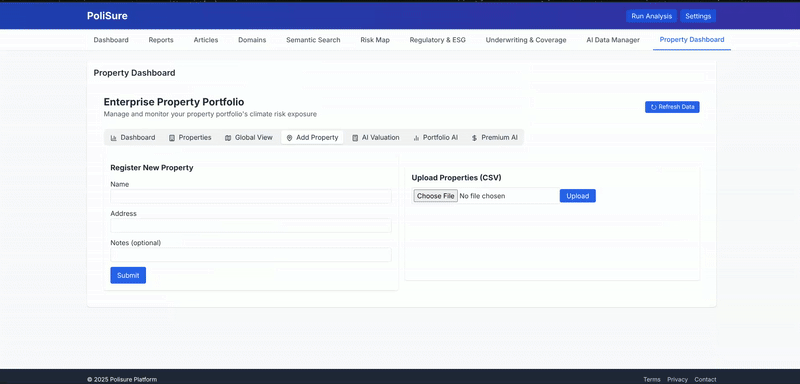 PoliSure
Run Analysis Settings
Dashboard Reports Articles Domains Semantic Search Risk Map Regulatory & ESG Underwriting & Coverage AI Data Manager Property Dashboard
Property Dashboard
Enterprise Property Portfolio
Manage and monitor your property portfolio's climate risk exposure
Refresh Data
Dashboard Properties Global View Add Property AI Valuation Portfolio AI Premium AI
Register New Property
Name
Address
Notes (optional)
Submit
Upload Properties (CSV)
Choose File No file chosen Upload
© 2025 Polisure Platform
Terms Privacy Contact